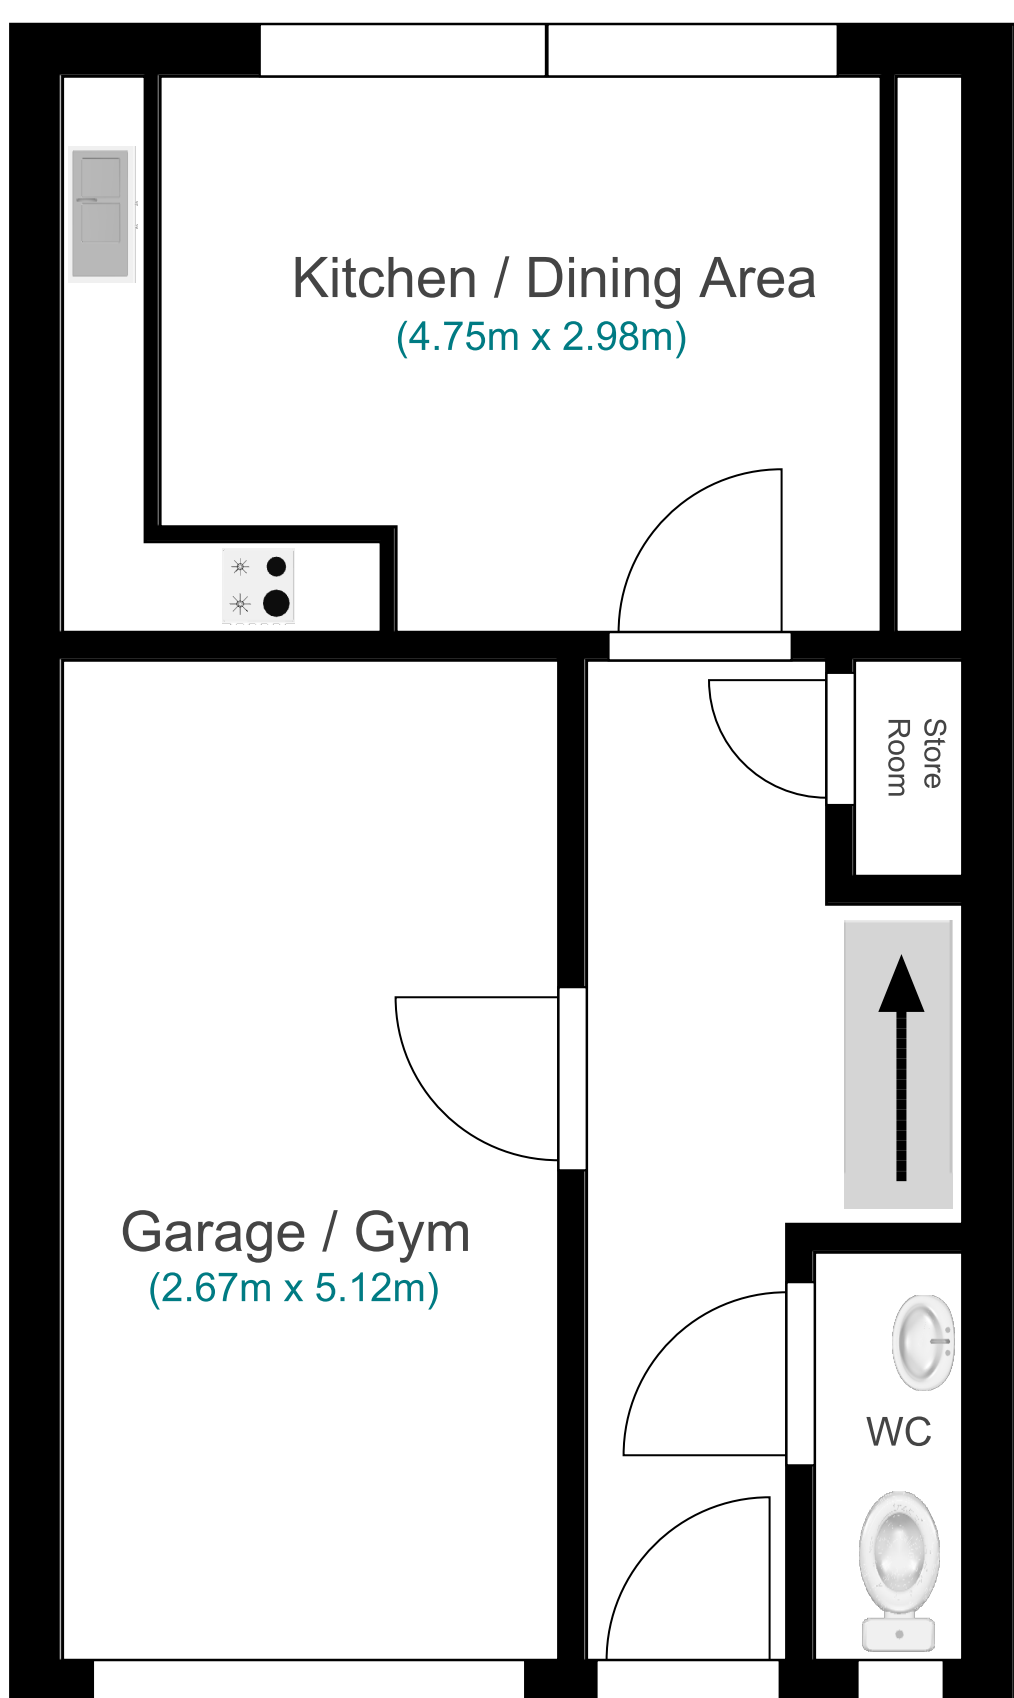 Kitchen / Dining Area
(4.75m x 2.98m)
Store
Room
Garage / Gym
(2.67m x 5.12m)
WC